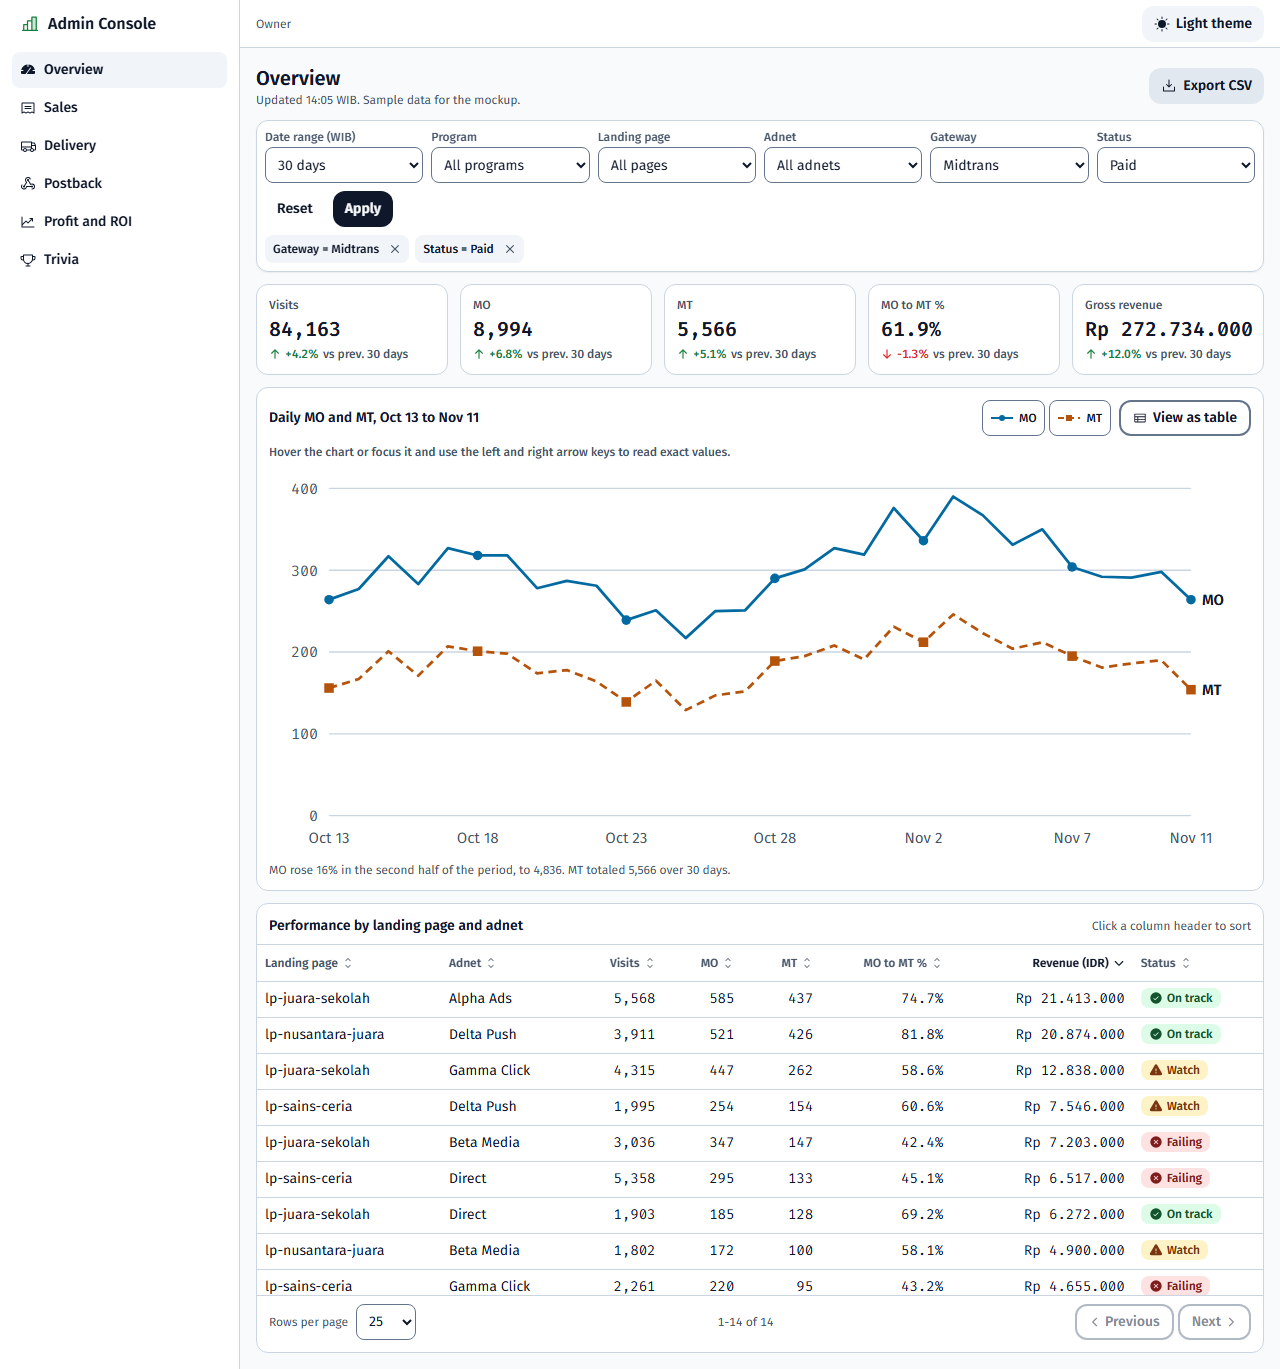 Admin Console
Owner
Light theme
Overview
Sales
Delivery
Postback
Profit and ROI
Trivia
Overview
Updated 14:05 WIB. Sample data for the mockup.
Export CSV
Date range (WIB) Program Landing page Adnet Gateway Status
30 days All programs All pages All adnets Midtrans Paid
Reset Apply
Gateway = Midtrans Status = Paid
Visits MO MT MO to MT % Gross revenue
84,163 8,994 5,566 61.9% Rp 272.734.000
+4.2% vs prev. 30 days +6.8% vs prev. 30 days +5.1% vs prev. 30 days -1.3% vs prev. 30 days +12.0% vs prev. 30 days
Daily MO and MT, Oct 13 to Nov 11 MO MT View as table
Hover the chart or focus it and use the left and right arrow keys to read exact values.
400
300
MO
200
MT
100
0
Oct 13 Oct 18 Oct 23 Oct 28 Nov 2 Nov 7 Nov 11
MO rose 16% in the second half of the period, to 4,836. MT totaled 5,566 over 30 days.
Performance by landing page and adnet Click a column header to sort
Landing page Adnet Visits MO MT MO to MT % Revenue (IDR) Status
lp-juara-sekolah Alpha Ads 5,568 585 437 74.7% Rp 21.413.000 On track
lp-nusantara-juara Delta Push 3,911 521 426 81.8% Rp 20.874.000 On track
lp-juara-sekolah Gamma Click 4,315 447 262 58.6% Rp 12.838.000 Watch
lp-sains-ceria Delta Push 1,995 254 154 60.6% Rp 7.546.000 Watch
lp-juara-sekolah Beta Media 3,036 347 147 42.4% Rp 7.203.000 Failing
lp-sains-ceria Direct 5,358 295 133 45.1% Rp 6.517.000 Failing
lp-juara-sekolah Direct 1,903 185 128 69.2% Rp 6.272.000 On track
lp-nusantara-juara Beta Media 1,802 172 100 58.1% Rp 4.900.000 Watch
lp-sains-ceria Gamma Click 2,261 220 95 43.2% Rp 4.655.000 Failing
Rows per page 25 1-14 of 14 Previous Next